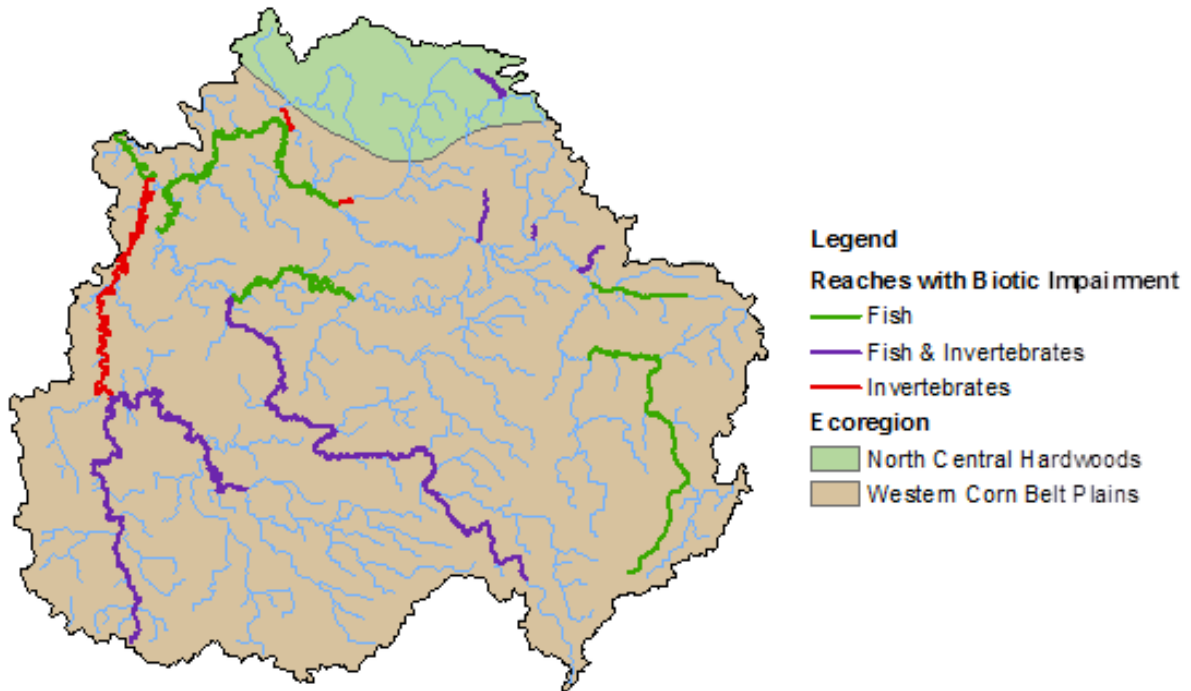 Legend
Reaches with Biotic Impairment
Fish
Fish & Invertebrates
Invertebrates
Ecoregion
North Central Hardwoods
Western Corn Belt Plains